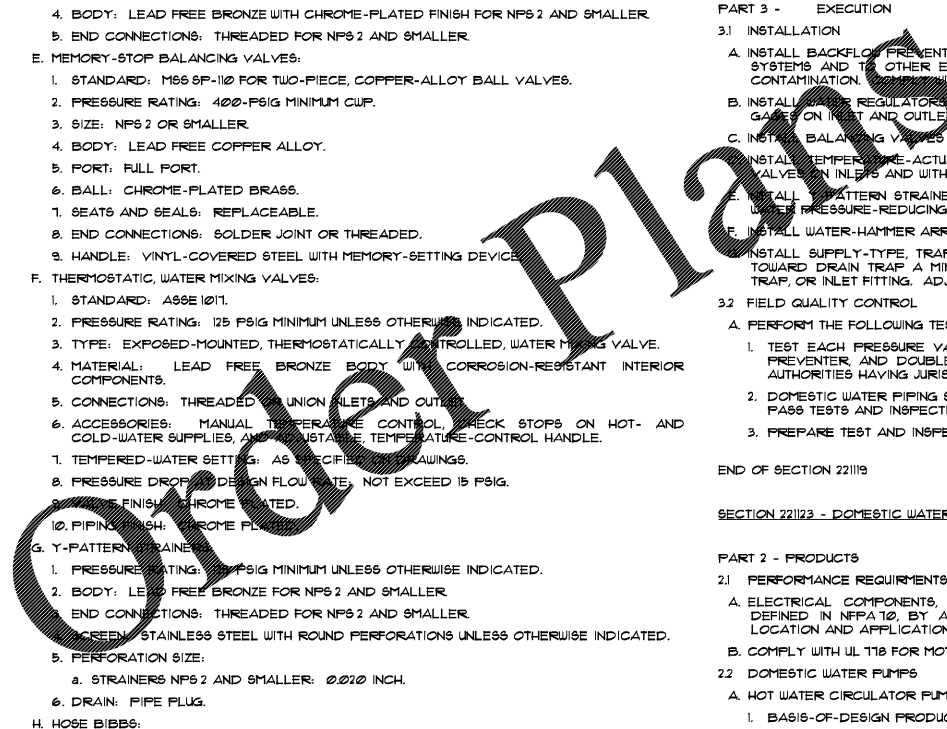 4. BODY: LEAD FREE BRONZE WITH CHROME-PLATED FINISH FOR NPS 2 AND SMALLER
5. END CONNECTIONS: THREADED FOR NPS 2 AND SMALLER.
E. MEMORY-STOP BALANCING VALVES:
1. STANDARD: MSS SP-110 FOR TWO-PIECE, COPPER-ALLOY BALL VALVES.
2. PRESSURE RATING: 400-PSIG MINIMUM CWP.
3. SIZE: NPS 2 OR SMALLER.
4. BODY: LEAD FREE COPPER ALLOY.
5. PORT: FULL PORT.
6. BALL: CHROME-PLATED BRASS.
7. SEATS AND SEALS: REPLACEABLE.
8. END CONNECTIONS: SOLDER JOINT OR THREADED.
9. HANDLE: VINYL-COVERED STEEL WITH MEMORY-SETTING DEVICE.
F. THERMOSTATIC, WATER MIXING VALVES:
1. STANDARD: ASSE 1017.
2. PRESSURE RATING: 125 PSIG MINIMUM UNLESS OTHERWISE INDICATED.
3. TYPE: EXPOSED-MOUNTED, THERMOSTATICALLY CONTROLLED, WATER MIXING VALVE.
4. MATERIAL: LEAD FREE BRONZE BODY WITH CORROSION-RESISTANT INTERIOR
COMPONENTS.
5. CONNECTIONS: THREADED OR UNION INLETS AND OUTLET.
6. ACCESSORIES: MANUAL TEMPERATURE CONTROL, CHECK STOPS ON HOT- AND
COLD-WATER SUPPLIES, AND ADJUSTABLE, TEMPERATURE-CONTROL HANDLE.
7. TEMPERED-WATER SETTING: AS SPECIFIED ON DRAWINGS.
8. PRESSURE DROP AT DESIGN FLOW RATE: NOT EXCEED 15 PSIG.
9. VALVE FINISH: CHROME PLATED.
10. PIPING FINISH: CHROME PLATED.
G. Y-PATTERN STRAINERS:
1. PRESSURE RATING: 125 PSIG MINIMUM UNLESS OTHERWISE INDICATED.
2. BODY: LEAD FREE BRONZE FOR NPS 2 AND SMALLER
3. END CONNECTIONS: THREADED FOR NPS 2 AND SMALLER.
4. SCREEN: STAINLESS STEEL WITH ROUND PERFORATIONS UNLESS OTHERWISE INDICATED.
5. PERFORATION SIZE:
a. STRAINERS NPS 2 AND SMALLER: 0.020 INCH.
6. DRAIN: PIPE PLUG.
H. HOSE BIBBS:
PART 3 - EXECUTION
3.1 INSTALLATION
A. INSTALL BACKFLOW PREVENT
SYSTEMS AND TO OTHER E
CONTAMINATION. COMPLY W
B. INSTALL WATER REGULATORS
GAGES ON INLET AND OUTLE
C. INSTALL BALANCING VALVES
D. INSTALL TEMPERATURE-ACTU
VALVES ON INLETS AND WITH
E. INSTALL Y-PATTERN STRAINE
WATER PRESSURE-REDUCING
F. INSTALL WATER-HAMMER ARR
G. INSTALL SUPPLY-TYPE, TRAP
TOWARD DRAIN TRAP A MIN
TRAP, OR INLET FITTING. ADJ
3.2 FIELD QUALITY CONTROL
A. PERFORM THE FOLLOWING TES
1. TEST EACH PRESSURE VA
PREVENTER, AND DOUBLE
AUTHORITIES HAVING JURIS
2. DOMESTIC WATER PIPING S
PASS TESTS AND INSPECTI
3. PREPARE TEST AND INSPE
END OF SECTION 221119
SECTION 221123 - DOMESTIC WATER
PART 2 - PRODUCTS
2.1 PERFORMANCE REQUIRMENTS
A. ELECTRICAL COMPONENTS,
DEFINED IN NFPA 70, BY A
LOCATION AND APPLICATION
B. COMPLY WITH UL 778 FOR MOT
2.2 DOMESTIC WATER PUMPS
A. HOT WATER CIRCULATOR PUM
1. BASIS-OF-DESIGN PRODUC
Order Plans